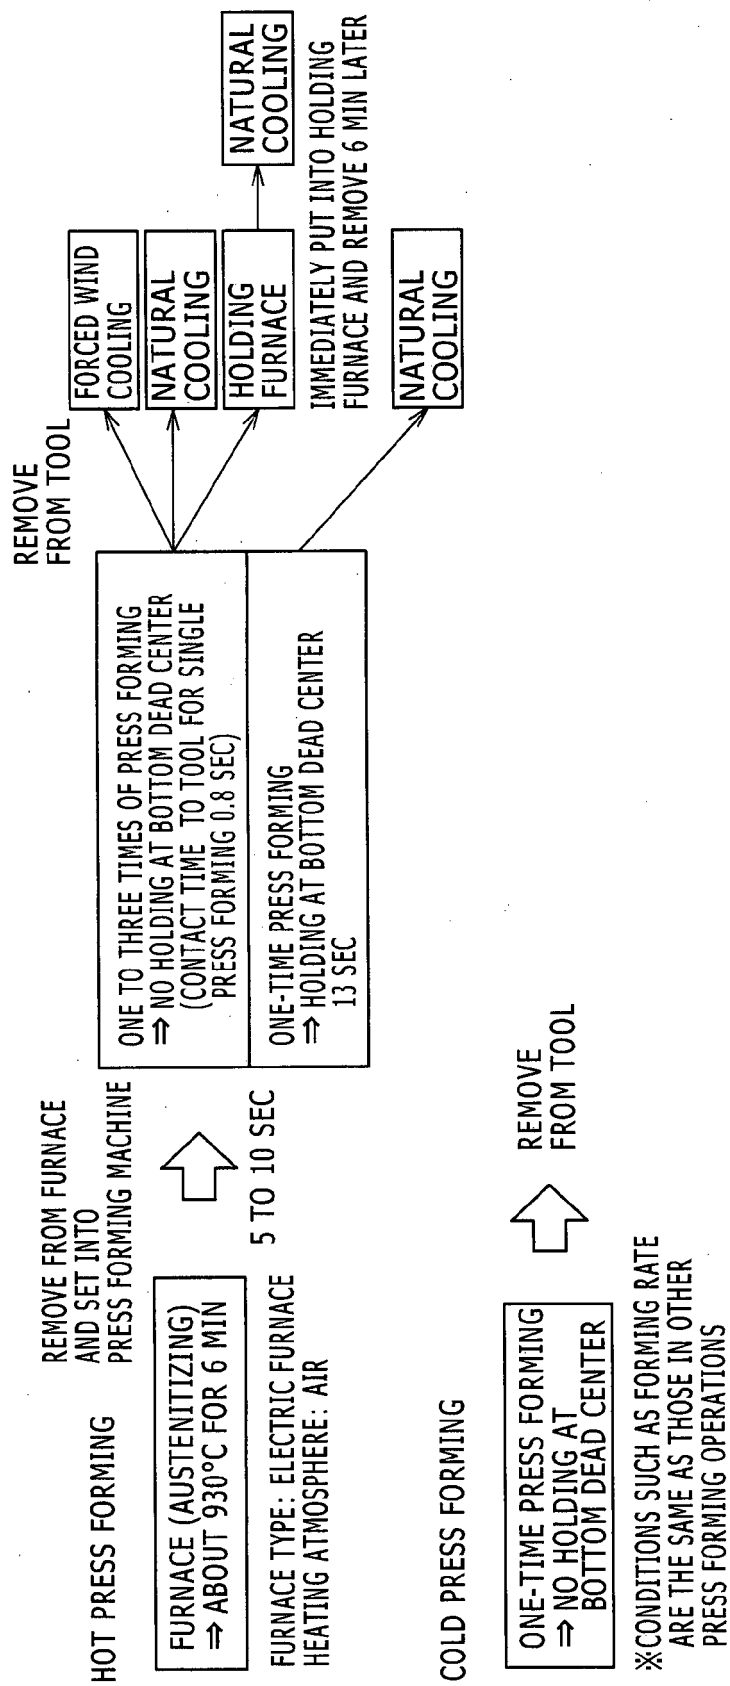 HOT PRESS FORMING
FURNACE (AUSTENITIZING)
⇒ ABOUT 930°C FOR 6 MIN
FURNACE TYPE: ELECTRIC FURNACE
HEATING ATMOSPHERE: AIR
REMOVE FROM FURNACE
AND SET INTO
PRESS FORMING MACHINE
5 TO 10 SEC
ONE TO THREE TIMES OF PRESS FORMING
⇒ NO HOLDING AT BOTTOM DEAD CENTER
(CONTACT TIME TO TOOL FOR SINGLE
PRESS FORMING 0.8 SEC)
ONE-TIME PRESS FORMING
⇒ HOLDING AT BOTTOM DEAD CENTER
13 SEC
REMOVE
FROM TOOL
FORCED WIND
COOLING
NATURAL
COOLING
HOLDING
FURNACE
NATURAL
COOLING
IMMEDIATELY PUT INTO HOLDING
FURNACE AND REMOVE 6 MIN LATER
NATURAL
COOLING
COLD PRESS FORMING
ONE-TIME PRESS FORMING
⇒ NO HOLDING AT
BOTTOM DEAD CENTER
REMOVE
FROM TOOL
※CONDITIONS SUCH AS FORMING RATE
ARE THE SAME AS THOSE IN OTHER
PRESS FORMING OPERATIONS